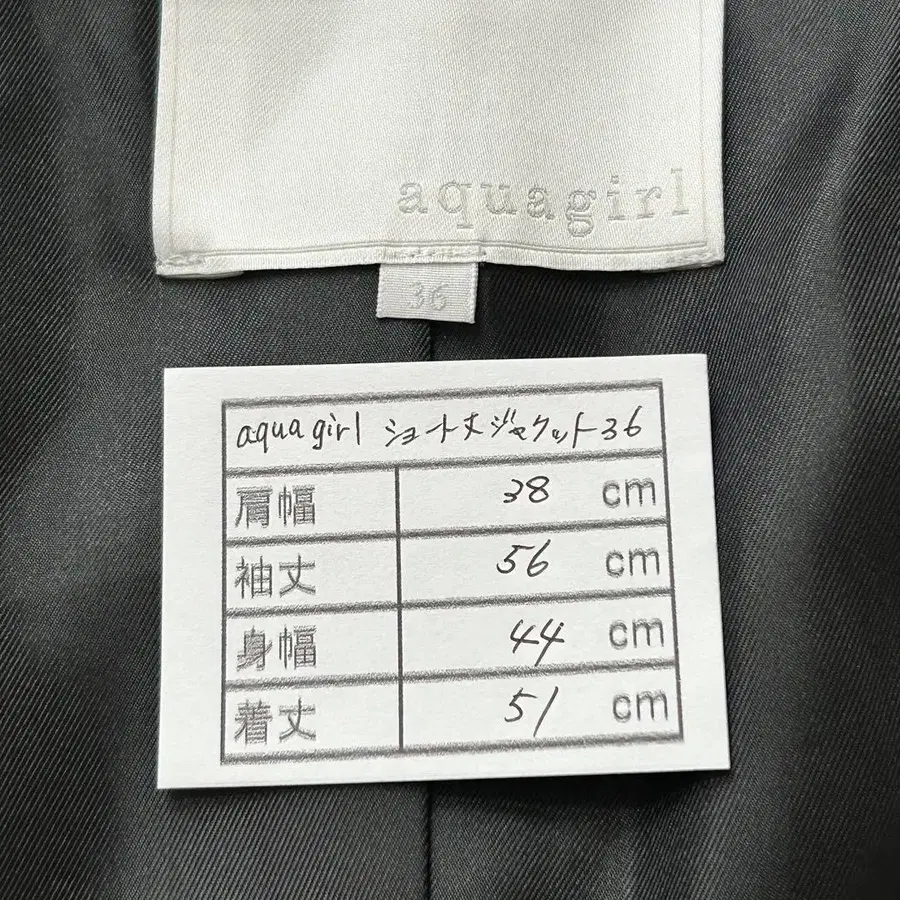 aquagirl
36
aqua girl ショート丈ジャケット36
肩幅 38 cm
袖丈 56 cm
身幅 44 cm
着丈 51 cm